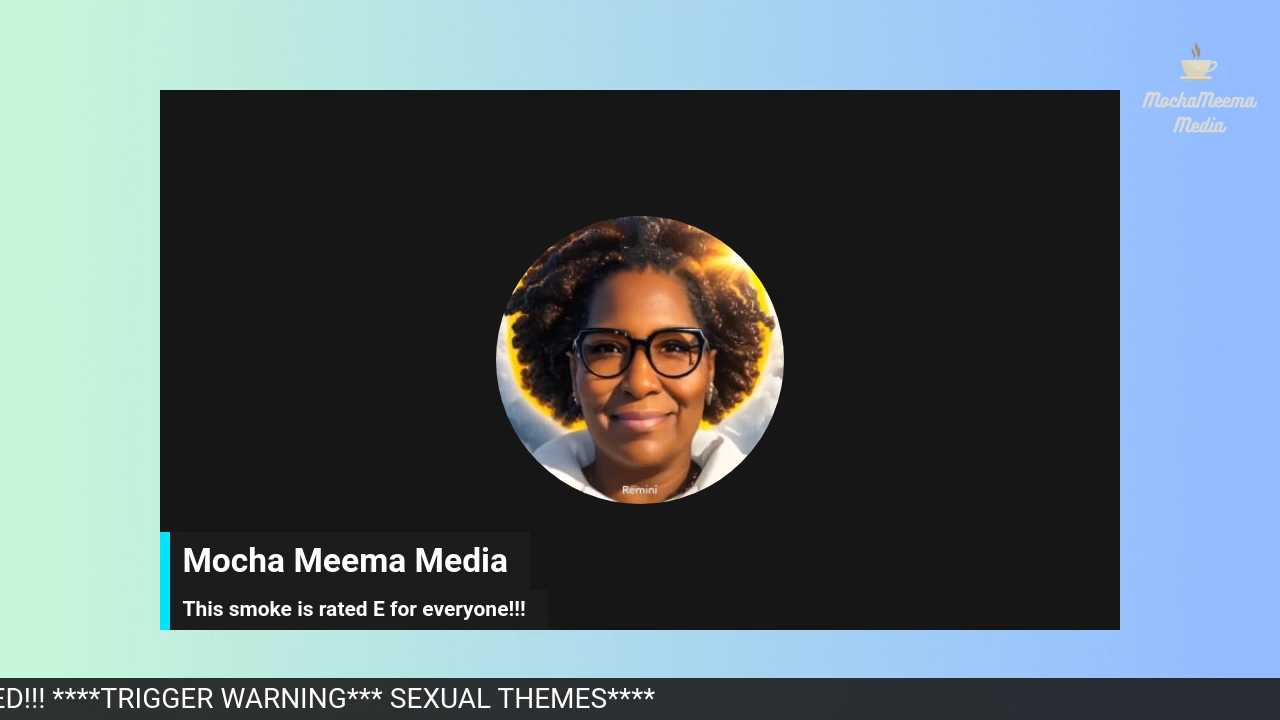 MochaMeema
Media
Remini
Mocha Meema Media
This smoke is rated E for everyone!!!
ED!!! ****TRIGGER WARNING*** SEXUAL THEMES****